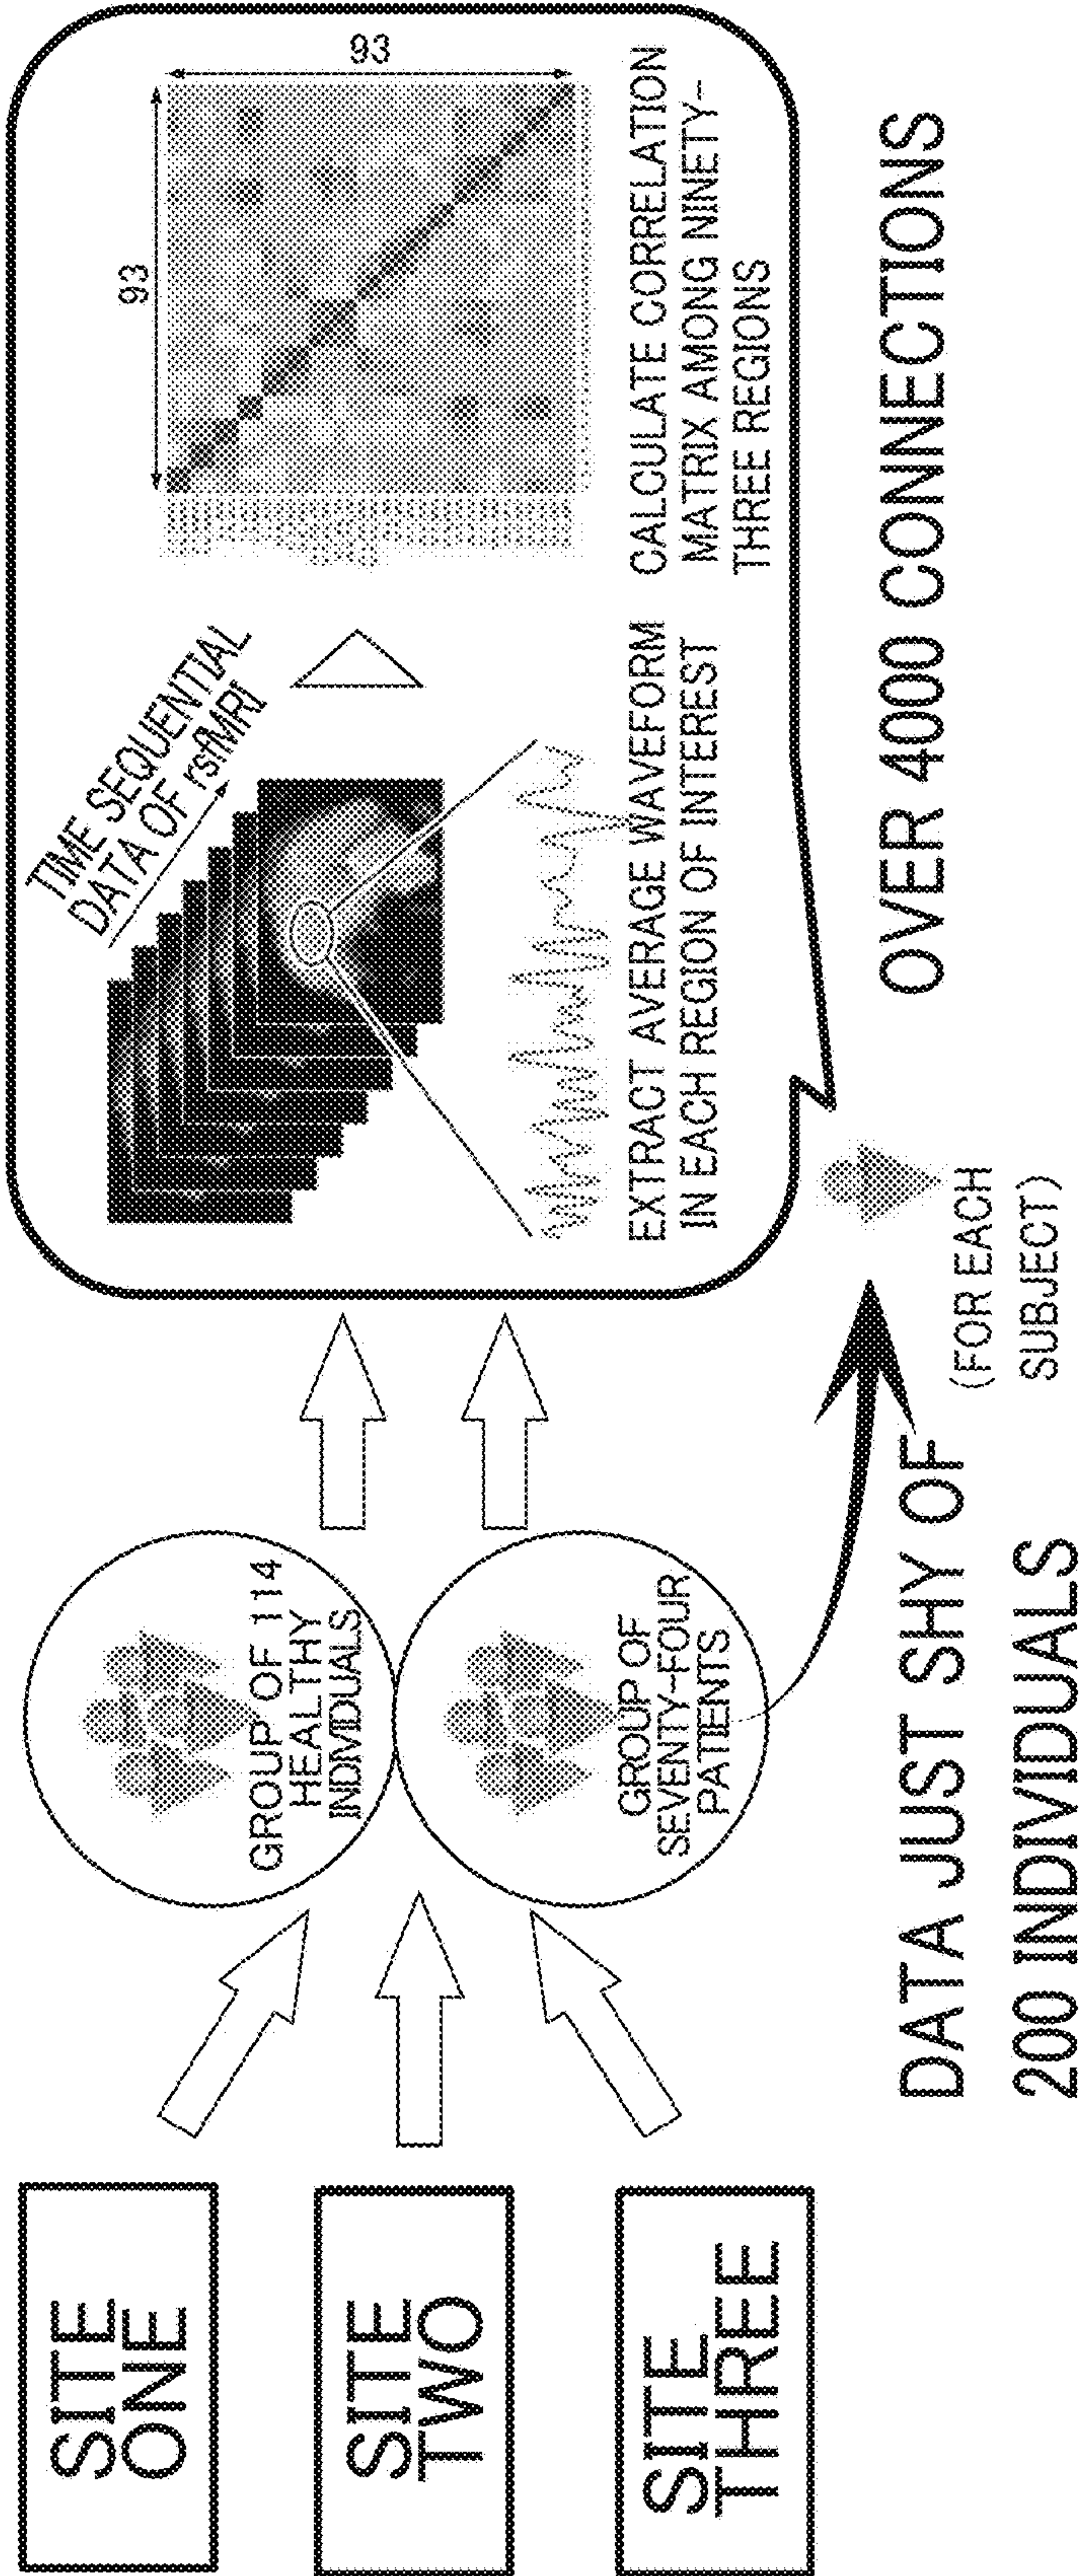 SITE
ONE
SITE
TWO
SITE
THREE
GROUP OF 114
HEALTHY
INDIVIDUALS
GROUP OF
SEVENTY-FOUR
PATIENTS
DATA JUST SHY OF
200 INDIVIDUALS
TIME SEQUENTIAL
DATA OF rsfMRI
EXTRACT AVERAGE WAVEFORM
IN EACH REGION OF INTEREST
93
93
CALCULATE CORRELATION
MATRIX AMONG NINETY-
THREE REGIONS
(FOR EACH
SUBJECT)
OVER 4000 CONNECTIONS